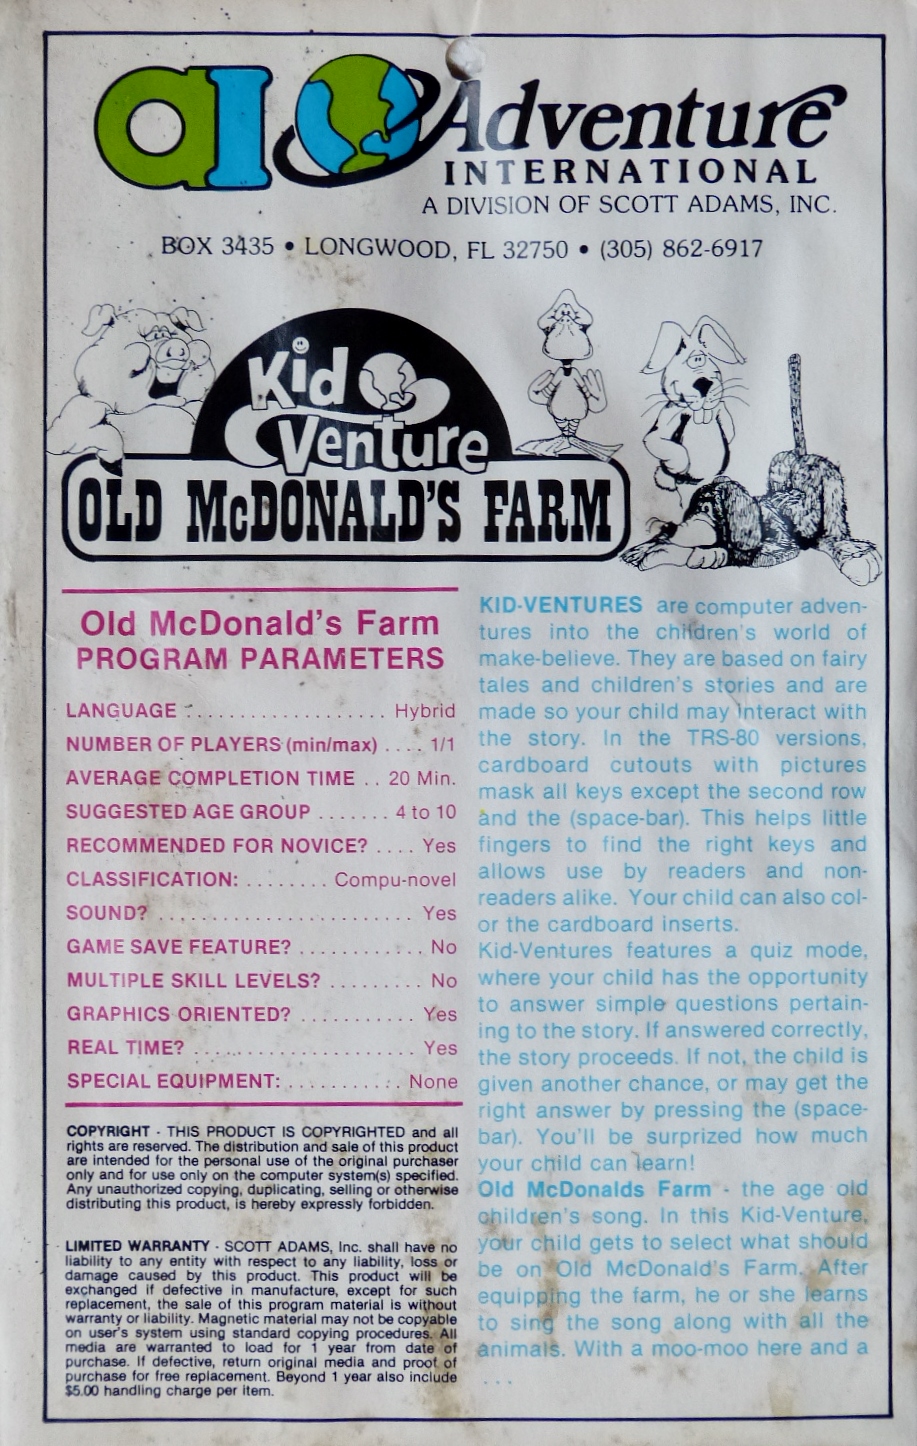 ai Adventure
INTERNATIONAL
A DIVISION OF SCOTT ADAMS, INC.
BOX 3435 • LONGWOOD, FL 32750 • (305) 862-6917
Kid
Venture
OLD McDONALD'S FARM
Old McDonald's Farm
PROGRAM PARAMETERS
LANGUAGE .................. Hybrid
NUMBER OF PLAYERS (min/max) .... 1/1
AVERAGE COMPLETION TIME .. 20 Min.
SUGGESTED AGE GROUP ....... 4 to 10
RECOMMENDED FOR NOVICE? .... Yes
CLASSIFICATION: ........ Compu-novel
SOUND? ....................... Yes
GAME SAVE FEATURE? ........... No
MULTIPLE SKILL LEVELS? ........ No
GRAPHICS ORIENTED? .......... Yes
REAL TIME? .................... Yes
SPECIAL EQUIPMENT: ........... None
COPYRIGHT - THIS PRODUCT IS COPYRIGHTED and all
rights are reserved. The distribution and sale of this product
are intended for the personal use of the original purchaser
only and for use only on the computer system(s) specified.
Any unauthorized copying, duplicating, selling or otherwise
distributing this product, is hereby expressly forbidden.
LIMITED WARRANTY - SCOTT ADAMS, Inc. shall have no
liability to any entity with respect to any liability, loss or
damage caused by this product. This product will be
exchanged if defective in manufacture, except for such
replacement, the sale of this program material is without
warranty or liability. Magnetic material may not be copyable
on user's system using standard copying procedures. All
media are warranted to load for 1 year from date of
purchase. If defective, return original media and proof of
purchase for free replacement. Beyond 1 year also include
$5.00 handling charge per item.
KID-VENTURES are computer adven-
tures into the children's world of
make-believe. They are based on fairy
tales and children's stories and are
made so your child may interact with
the story. In the TRS-80 versions,
cardboard cutouts with pictures
mask all keys except the second row
and the (space-bar). This helps little
fingers to find the right keys and
allows use by readers and non-
readers alike. Your child can also col-
or the cardboard inserts.
Kid-Ventures features a quiz mode,
where your child has the opportunity
to answer simple questions pertain-
ing to the story. If answered correctly,
the story proceeds. If not, the child is
given another chance, or may get the
right answer by pressing the (space-
bar). You'll be surprized how much
your child can learn!
Old McDonalds Farm - the age old
children's song. In this Kid-Venture,
your child gets to select what should
be on Old McDonald's Farm. After
equipping the farm, he or she learns
to sing the song along with all the
animals. With a moo-moo here and a
...